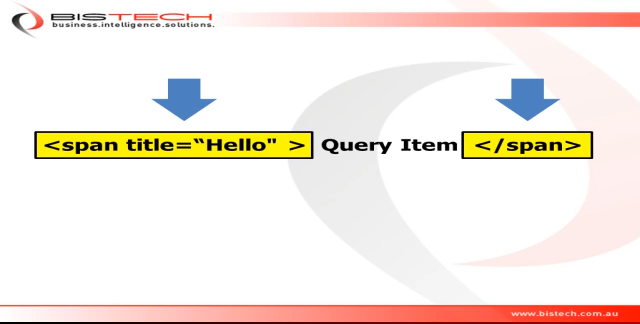 BISTECH
business.intelligence.solutions.
<span title=“Hello" > Query Item </span>
www.bistech.com.au